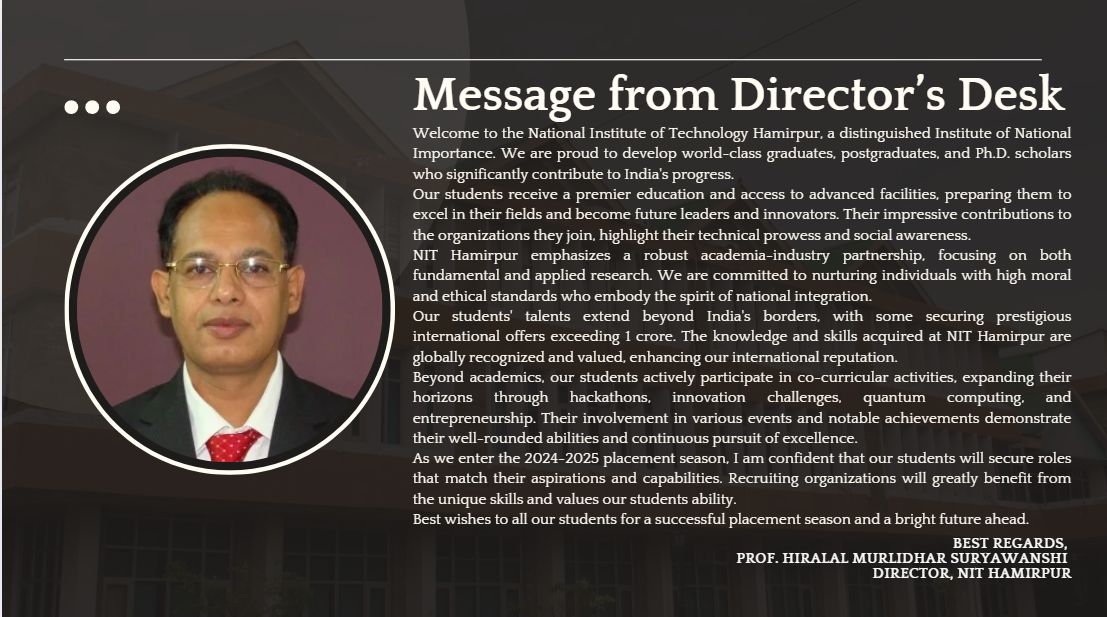 Message from Director's Desk
Welcome to the National Institute of Technology Hamirpur, a distinguished Institute of National
Importance. We are proud to develop world-class graduates, postgraduates, and Ph.D. scholars
who significantly contribute to India's progress.
Our students receive a premier education and access to advanced facilities, preparing them to
excel in their fields and become future leaders and innovators. Their impressive contributions to
the organizations they join, highlight their technical prowess and social awareness.
NIT Hamirpur emphasizes a robust academia-industry partnership, focusing on both
fundamental and applied research. We are committed to nurturing individuals with high moral
and ethical standards who embody the spirit of national integration.
Our students' talents extend beyond India's borders, with some securing prestigious
international offers exceeding 1 crore. The knowledge and skills acquired at NIT Hamirpur are
globally recognized and valued, enhancing our international reputation.
Beyond academics, our students actively participate in co-curricular activities, expanding their
horizons through hackathons, innovation challenges, quantum computing, and
entrepreneurship. Their involvement in various events and notable achievements demonstrate
their well-rounded abilities and continuous pursuit of excellence.
As we enter the 2024-2025 placement season, I am confident that our students will secure roles
that match their aspirations and capabilities. Recruiting organizations will greatly benefit from
the unique skills and values our students ability.
Best wishes to all our students for a successful placement season and a bright future ahead.
BEST REGARDS,
PROF. HIRALAL MURLIDHAR SURYAWANSHI
DIRECTOR, NIT HAMIRPUR